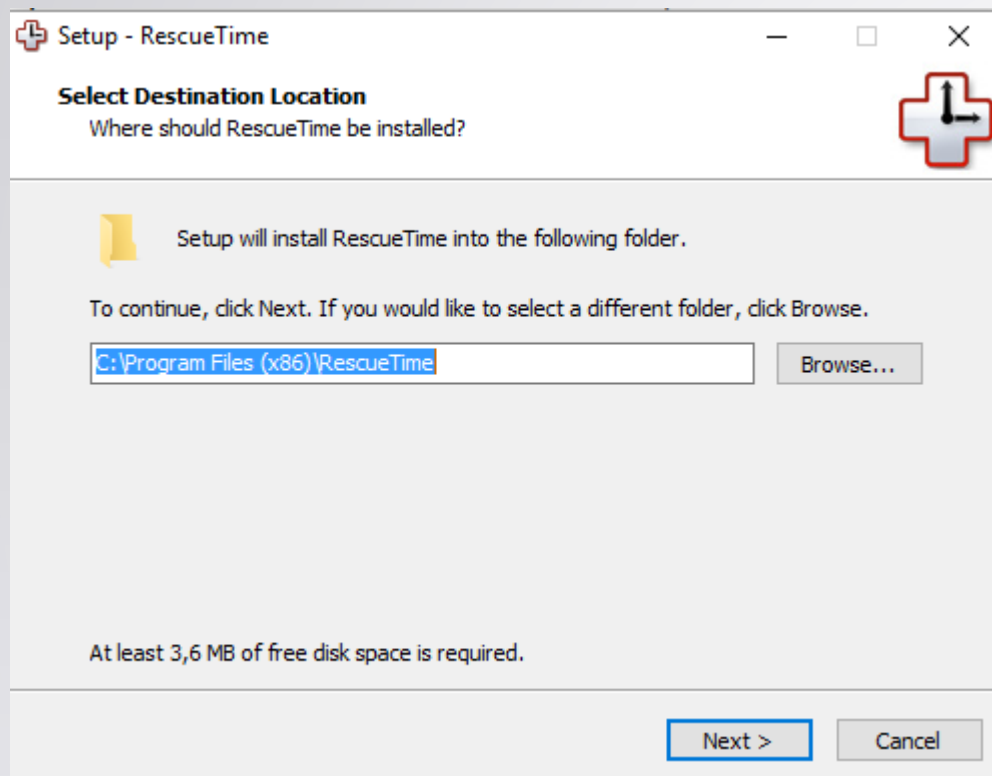 Setup - RescueTime
Select Destination Location
Where should RescueTime be installed?
Setup will install RescueTime into the following folder.
To continue, click Next. If you would like to select a different folder, click Browse.
C:\Program Files (x86)\RescueTime
Browse...
At least 3,6 MB of free disk space is required.
Next >
Cancel